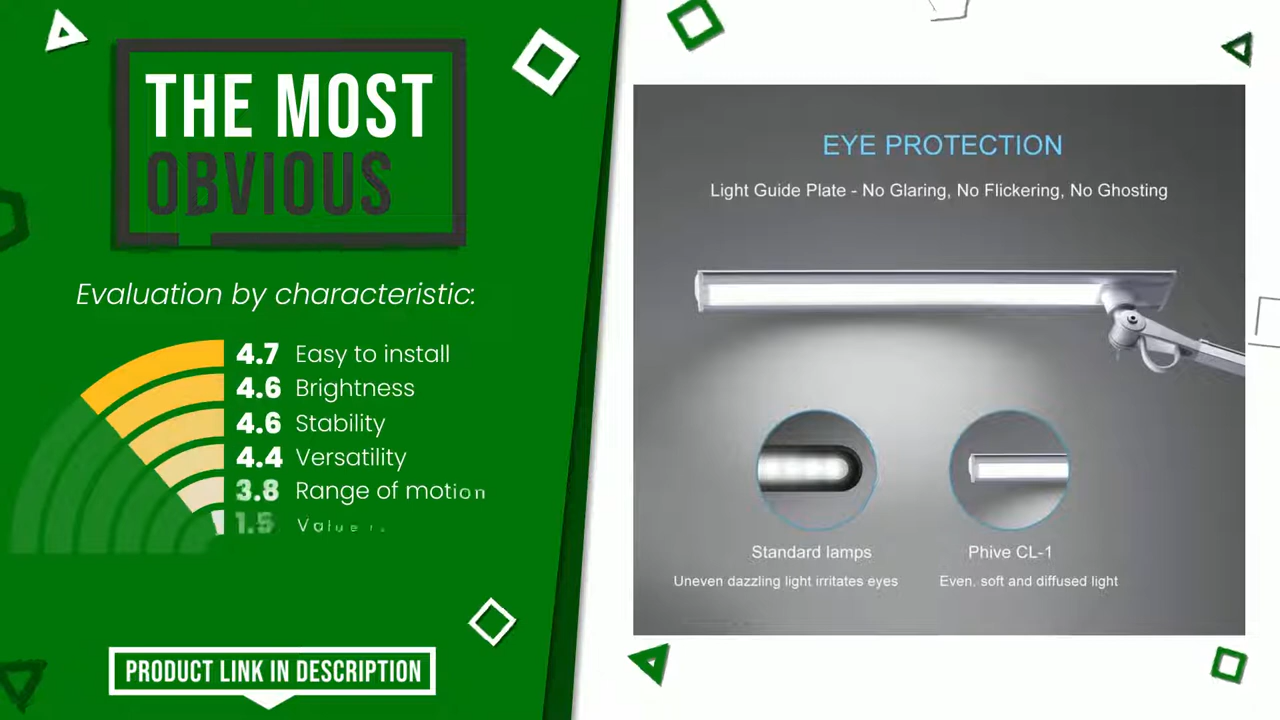 THE MOST
OBVIOUS
Evaluation by characteristic:
4.7 Easy to install
4.6 Brightness
4.6 Stability
4.4 Versatility
3.8 Range of motion
1.5
PRODUCT LINK IN DESCRIPTION
EYE PROTECTION
Light Guide Plate - No Glaring, No Flickering, No Ghosting
Standard lamps
Uneven dazzling light irritates eyes
Phive CL-1
Even, soft and diffused light